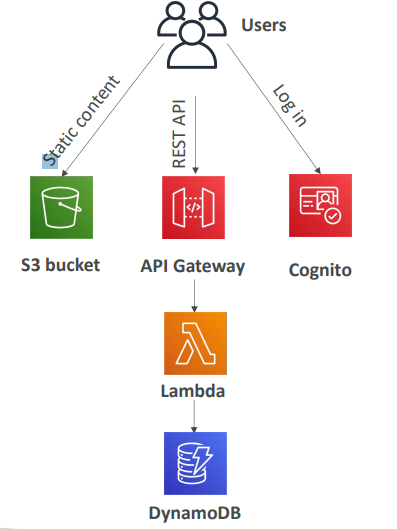 Users
Static content
REST API
Log in
S3 bucket
API Gateway
Cognito
Lambda
DynamoDB